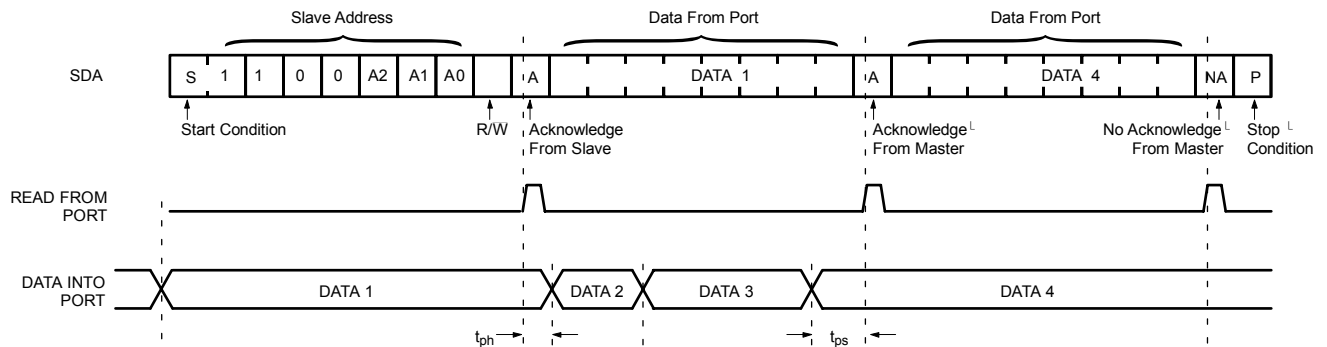 Slave Address
Data From Port
Data From Port
SDA
S 1 1 0 0 A2 A1 A0 A DATA 1 A DATA 4 NA P
Start Condition
R/W̅
Acknowledge
From Slave
Acknowledge
From Master
No Acknowledge
From Master
Stop
Condition
READ FROM
PORT
DATA INTO
PORT
DATA 1
DATA 2
DATA 3
DATA 4
tph
tps